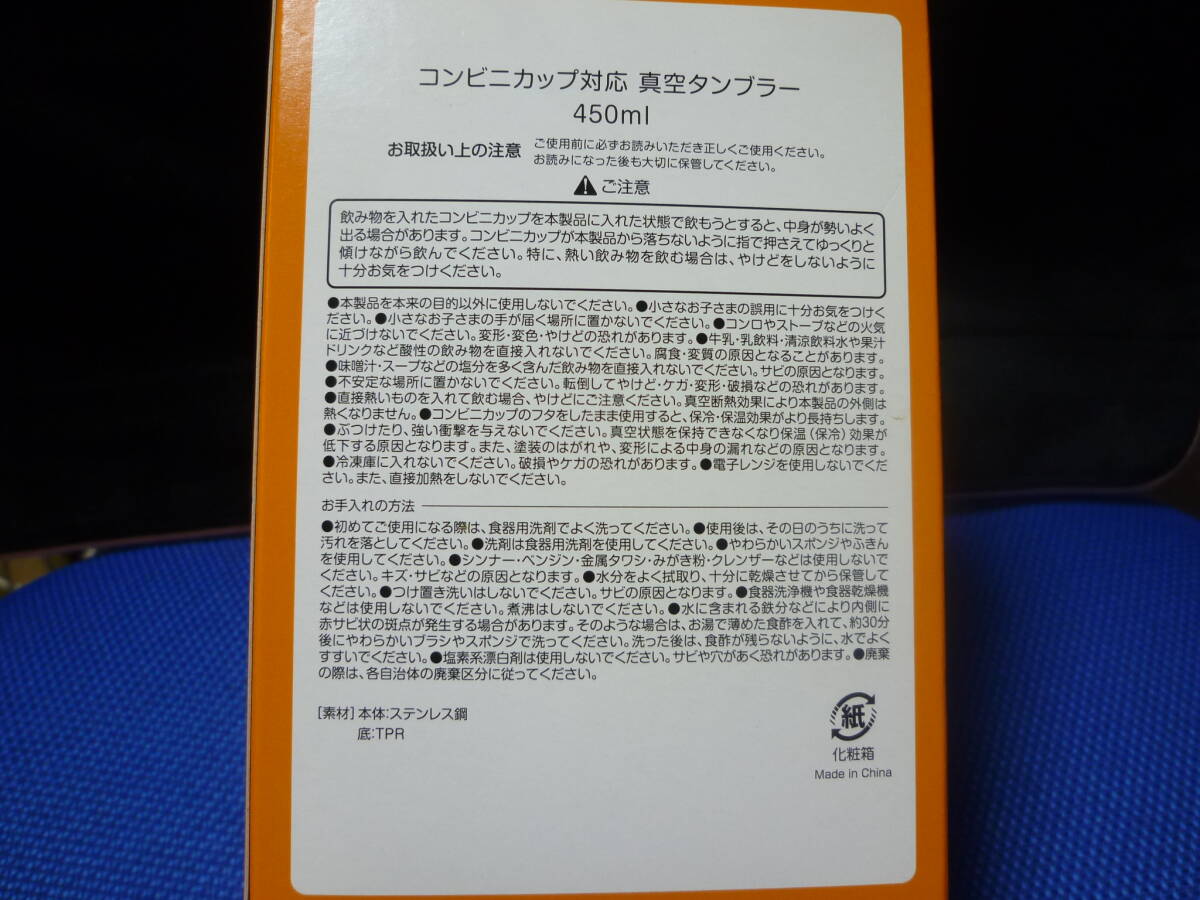 コンビニカップ対応 真空タンブラー
450ml
お取扱い上の注意 ご使用前に必ずお読みいただき正しくご使用ください。
お読みになった後も大切に保管してください。
ご注意
飲み物を入れたコンビニカップを本製品に入れた状態で飲もうとすると、中身が勢いよく
出る場合があります。コンビニカップが本製品から落ちないように指で押さえてゆっくりと
傾けながら飲んでください。特に、熱い飲み物を飲む場合は、やけどをしないように
十分お気をつけください。
●本製品を本来の目的以外に使用しないでください。●小さなお子さまの誤用に十分お気をつけく
ださい。●小さなお子さまの手が届く場所に置かないでください。●コンロやストーブなどの火気
に近づけないでください。変形・変色・やけどの恐れがあります。●牛乳・乳飲料・清涼飲料水や果汁
ドリンクなど酸性の飲み物を直接入れないでください。腐食・変質の原因となることがあります。
●味噌汁・スープなどの塩分を多く含んだ飲み物を直接入れないでください。サビの原因となります。
●不安定な場所に置かないでください。転倒してやけど・ケガ・変形・破損などの恐れがあります。
●直接熱いものを入れて飲む場合、やけどにご注意ください。真空断熱効果により本製品の外側は
熱くなりません。●コンビニカップのフタをしたまま使用すると、保冷・保温効果がより長持ちします。
●ぶつけたり、強い衝撃を与えないでください。真空状態を保持できなくなり保温（保冷）効果が
低下する原因となります。また、塗装のはがれや、変形による中身の漏れなどの原因となります。
●冷凍庫に入れないでください。破損やケガの恐れがあります。●電子レンジを使用しないでくだ
さい。また、直接加熱をしないでください。
お手入れの方法
●初めてご使用になる際は、食器用洗剤でよく洗ってください。●使用後は、その日のうちに洗って
汚れを落としてください。●洗剤は食器用洗剤を使用してください。●やわらかいスポンジやふきん
を使用してください。●シンナー・ベンジン・金属タワシ・みがき粉・クレンザーなどは使用しないで
ください。キズ・サビなどの原因となります。●水分をよく拭取り、十分に乾燥させてから保管して
ください。●つけ置き洗いはしないでください。サビの原因となります。●食器洗浄機や食器乾燥機
などは使用しないでください。煮沸はしないでください。●水に含まれる鉄分などにより内側に
赤サビ状の斑点が発生する場合があります。そのような場合は、お湯で薄めた食酢を入れて、約30分
後にやわらかいブラシやスポンジで洗ってください。洗った後は、食酢が残らないように、水でよく
すすいでください。●塩素系漂白剤は使用しないでください。サビや穴があく恐れがあります。●廃棄
の際は、各自治体の廃棄区分に従ってください。
［素材］本体：ステンレス鋼
底：TPR
紙
化粧箱
Made in China